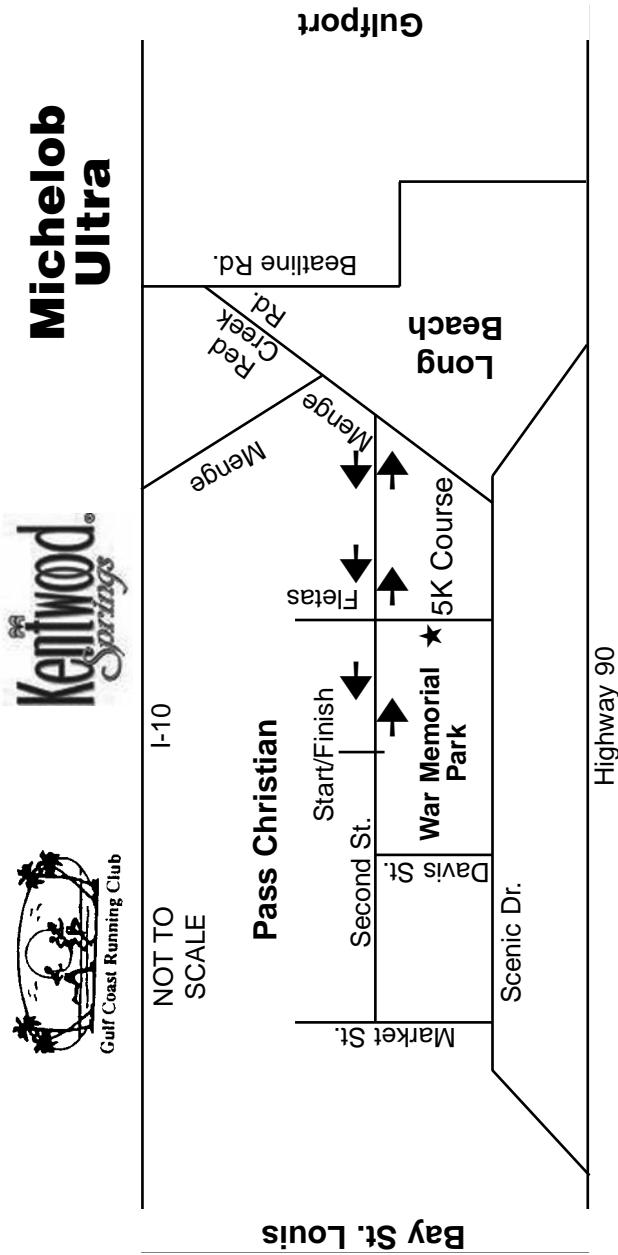 Gulf Coast Running Club
Kentwood®
Springs
Michelob
Ultra
I-10
NOT TO
SCALE
Pass Christian
Menge
Red
Creek
Rd.
Beatline Rd.
Gulfport
Bay St. Louis
Start/Finish
Fletas
Menge
Second St.
Market St.
Davis St.
War Memorial
Park
5K Course
Long
Beach
Scenic Dr.
Highway 90